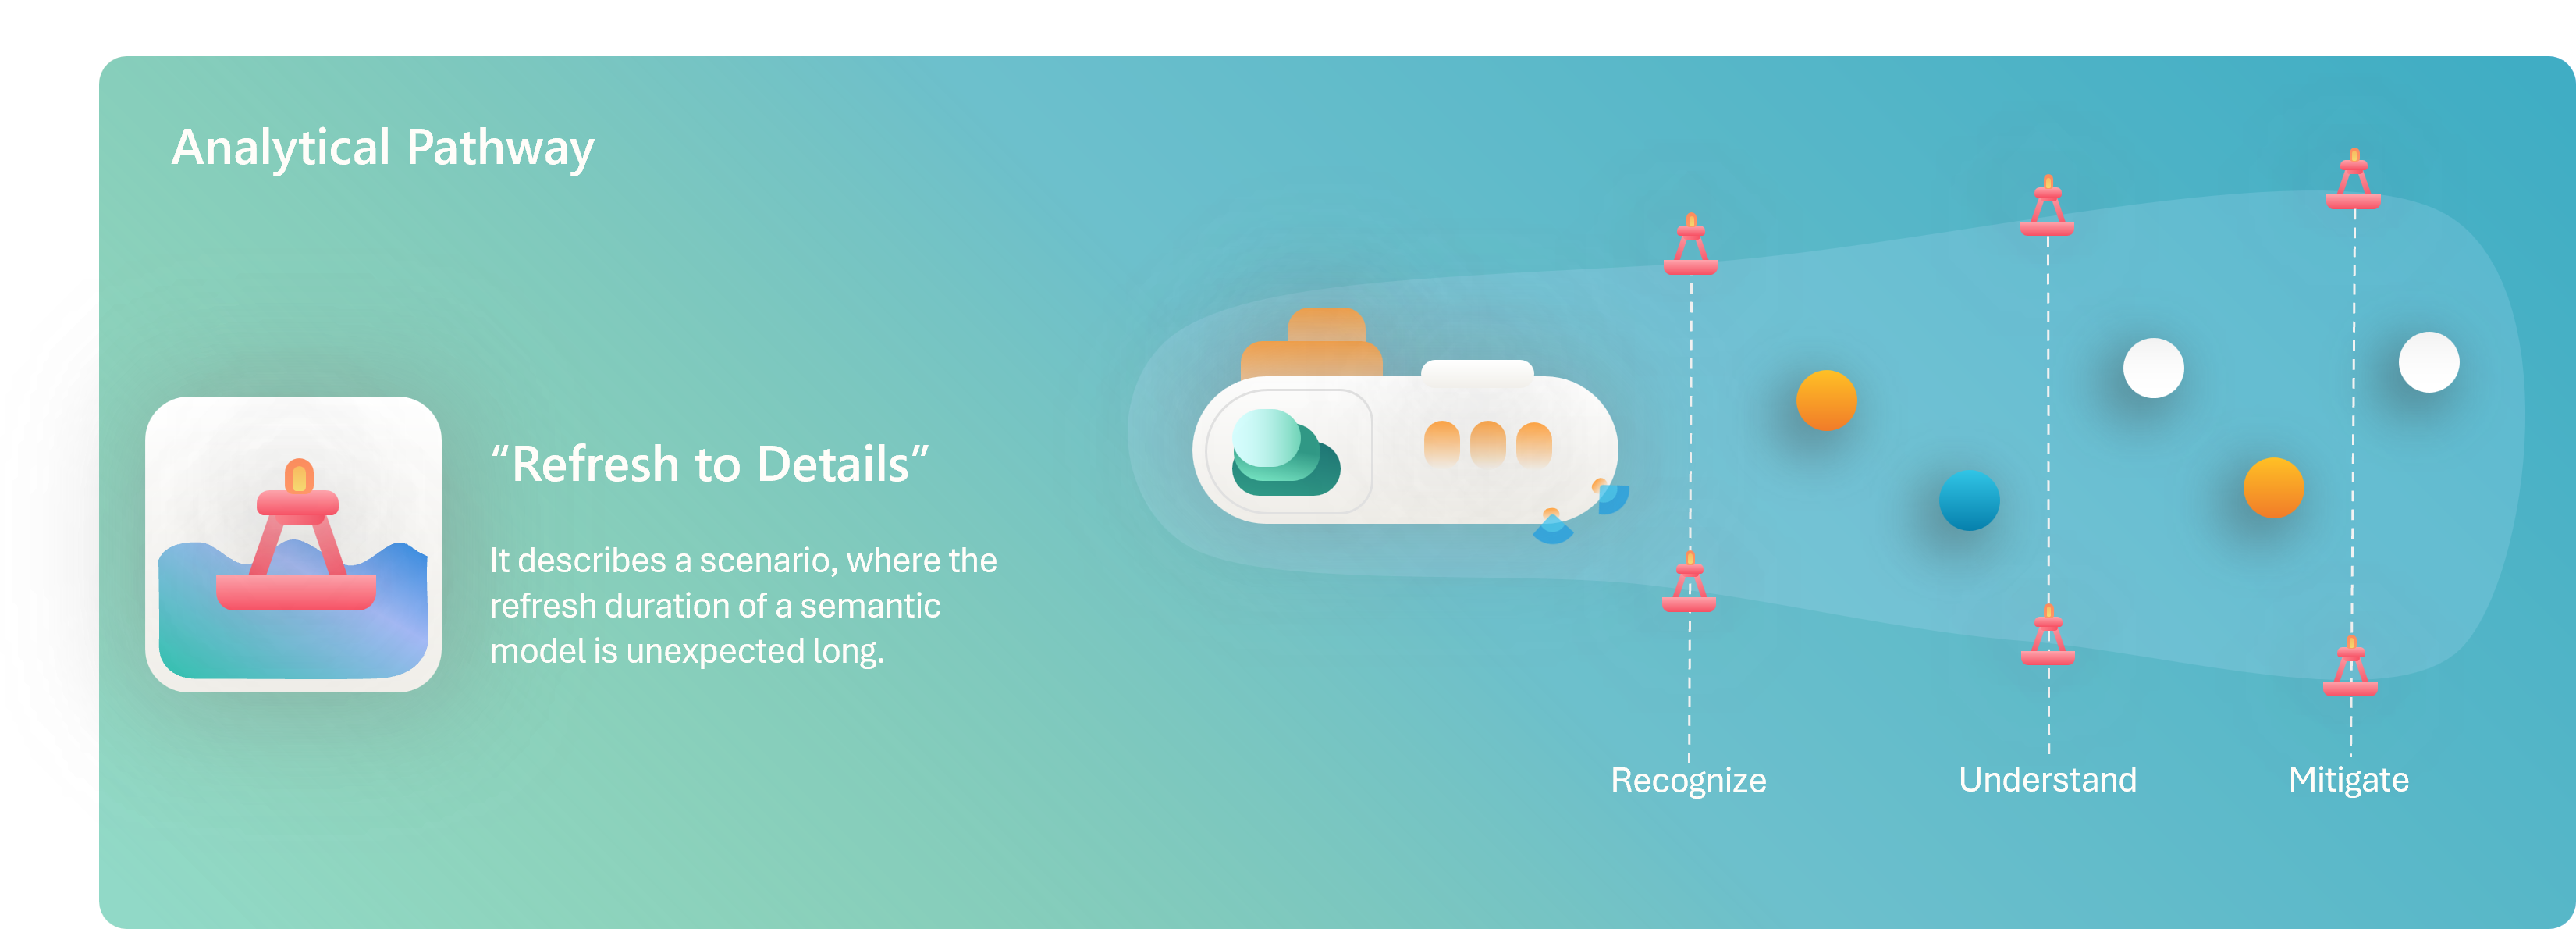 Analytical Pathway
“Refresh to Details”
It describes a scenario, where the
refresh duration of a semantic
model is unexpected long.
Recognize
Understand
Mitigate